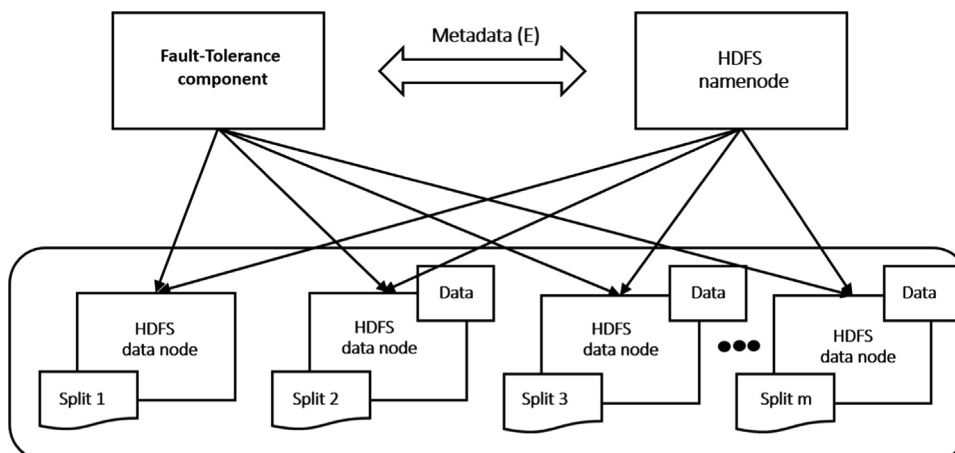 Fault-Tolerance
component
Metadata (E)
HDFS
namenode
HDFS
data node
Split 1
Data
HDFS
data node
Split 2
Data
HDFS
data node
Split 3
Data
HDFS
data node
Split m